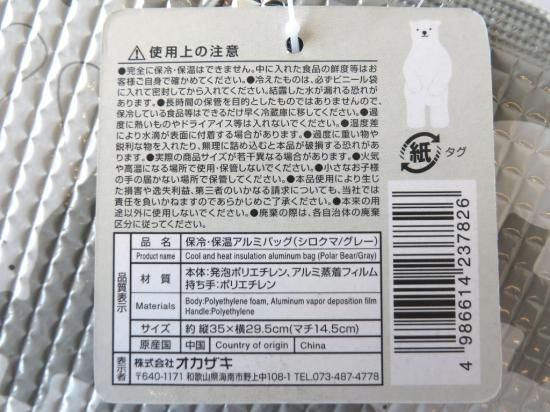 ⚠使用上の注意
●完全に保冷・保温はできません。中に入れた食品の鮮度等はお
客様ご自身で確かめてください。●冷えたものは、必ずビニール袋
に入れて密封してから入れてください。結露した水が漏れる恐れが
あります。●長時間の保管を目的としたものではありませんので、
保冷している食品等はできるだけ早く冷蔵庫に移してください。●過
度に熱いものやドライアイス等は入れないでください。●温度差に
より水滴が表面に付着する場合があります。●過度に重い物や
鋭利な物を入れたり、無理に詰め込むと本品が破損する恐れがあり
ます。●実際の商品サイズが若干異なる場合があります。●火気
や高温になる場所で使用・保管しないでください。●小さなお子様
の手の届かない場所で保管してください。●本品の使用により生じ
た損害や逸失利益、第三者のいかなる請求についても、当社では
責任を負いかねますのであらかじめご了承ください。●本来の用
途以外に使用しないでください。●廃棄の際は、各自治体の廃棄
区分に従ってください。
紙 タグ
品質表示
品名 保冷・保温アルミバッグ(シロクマ/グレー)
Product name Cool and heat insulation aluminum bag (Polar Bear/Gray)
材質 本体:発泡ポリエチレン、アルミ蒸着フィルム
持ち手:ポリエチレン
Materials Body:Polyethylene foam, Aluminum vapor deposition film
Handle:Polyethylene
サイズ 約 縦35×横29.5cm(マチ14.5cm)
原産国 中国 Country of origin China
表示者 株式会社オカザキ
〒640-1171 和歌山県海南市野上中108-1 TEL.073-487-4778
4 986614 237826